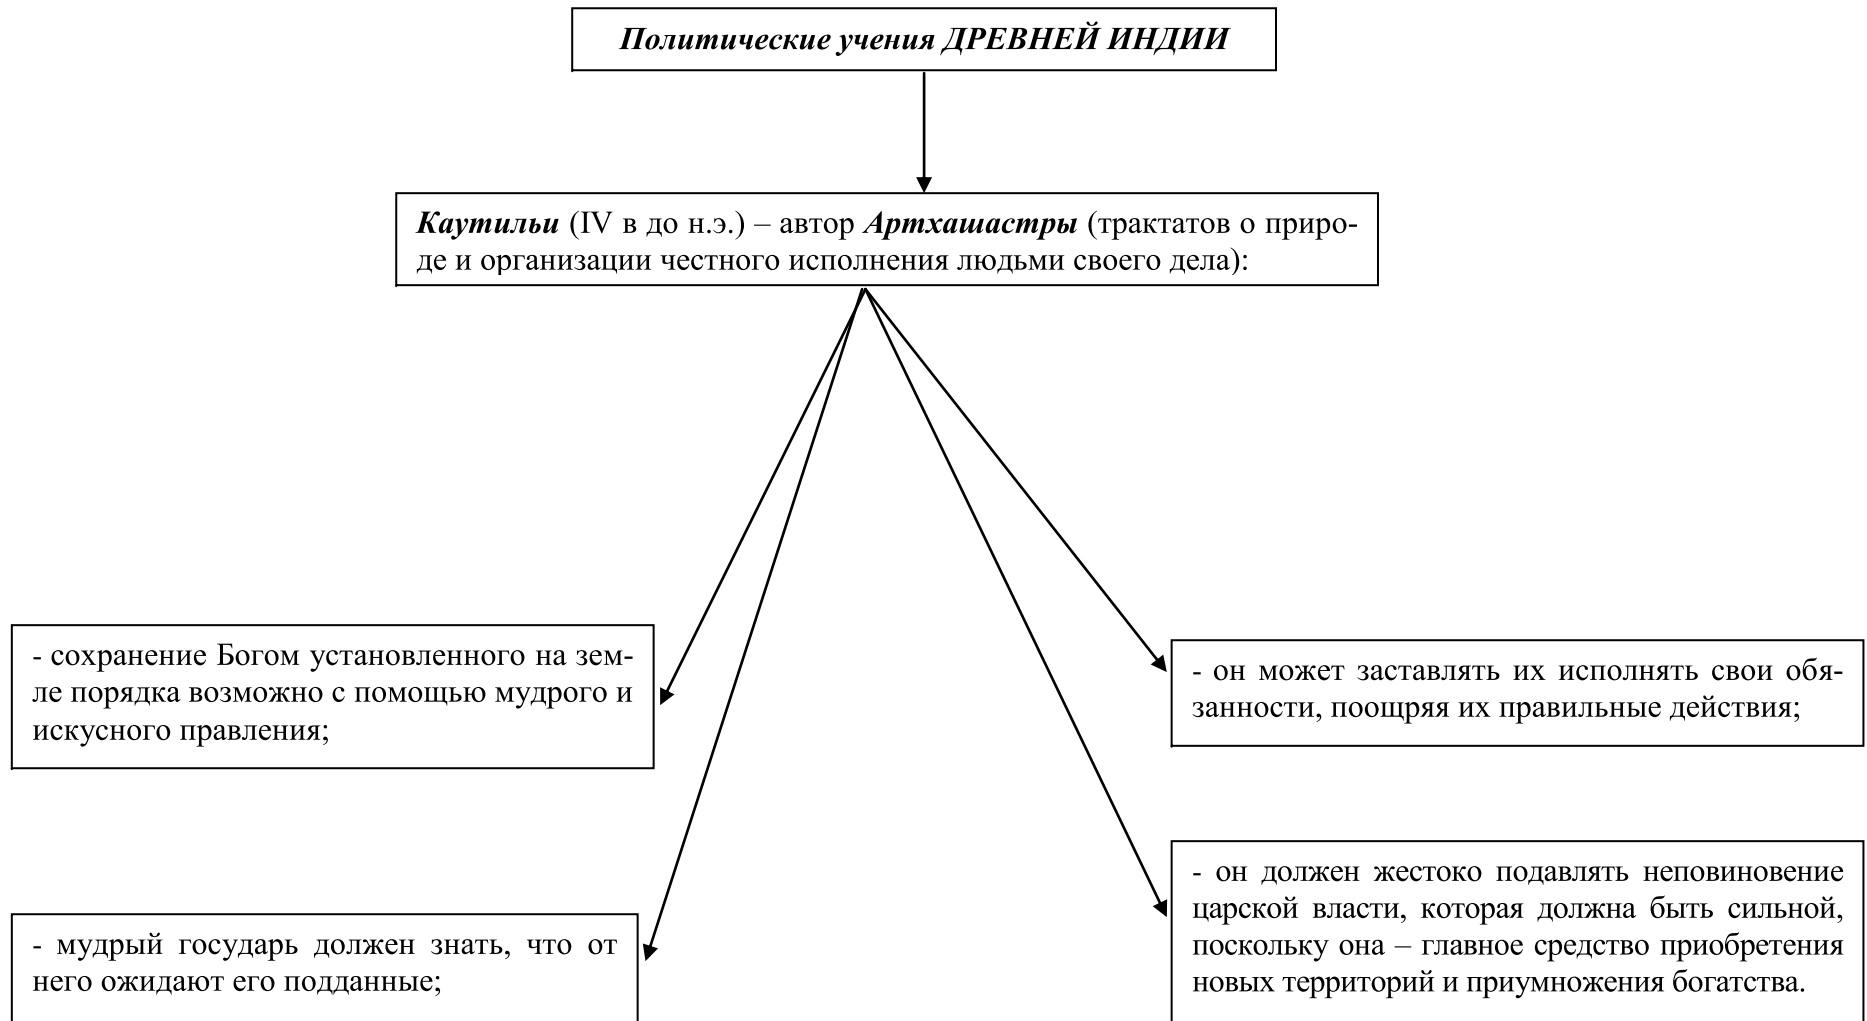 Политические учения ДРЕВНЕЙ ИНДИИ
Каутильи (IV в до н.э.) – автор Артхашастры (трактатов о приро-
де и организации честного исполнения людьми своего дела):
- сохранение Богом установленного на зем-
ле порядка возможно с помощью мудрого и
искусного правления;
- мудрый государь должен знать, что от
него ожидают его подданные;
- он может заставлять их исполнять свои обя-
занности, поощряя их правильные действия;
- он должен жестоко подавлять неповиновение
царской власти, которая должна быть сильной,
поскольку она – главное средство приобретения
новых территорий и приумножения богатства.